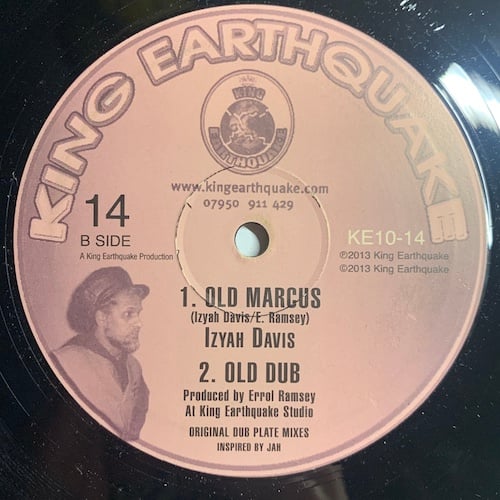 KING EARTHQUAKE
KING
EARTHQUAKE
www.kingearthquake.com
07950 911 429
14
B SIDE
A King Earthquake Production
KE10-14
℗2013 King Earthquake
©2013 King Earthquake
1. OLD MARCUS
(Izyah Davis/E. Ramsey)
IZYAH DAVIS
2. OLD DUB
Produced by Errol Ramsey
At King Earthquake Studio
ORIGINAL DUB PLATE MIXES
INSPIRED BY JAH